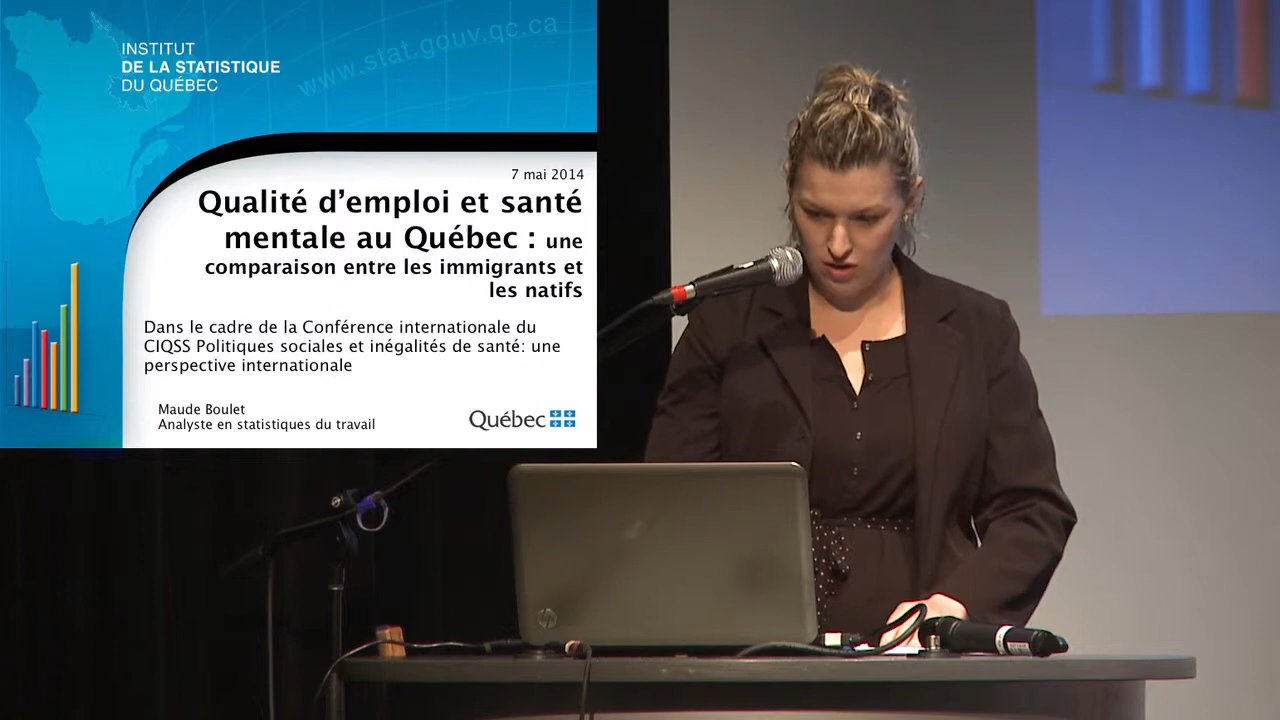 INSTITUT
DE LA STATISTIQUE
DU QUÉBEC
www.stat.gouv.qc.ca
7 mai 2014
Qualité d’emploi et santé
mentale au Québec : une
comparaison entre les immigrants et
les natifs
Dans le cadre de la Conférence internationale du
CIQSS Politiques sociales et inégalités de santé: une
perspective internationale
Maude Boulet
Analyste en statistiques du travail
Québec
hp